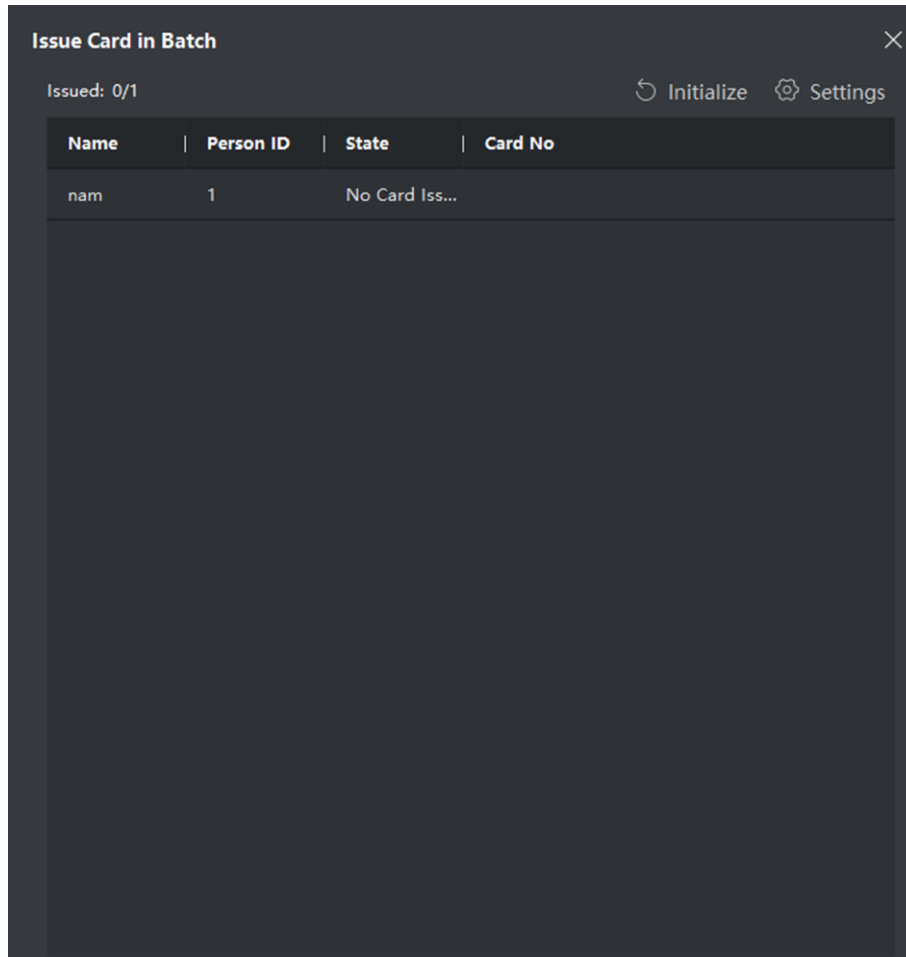 Issue Card in Batch
Issued: 0/1 Initialize Settings
Name | Person ID | State | Card No
nam 1 No Card Iss...